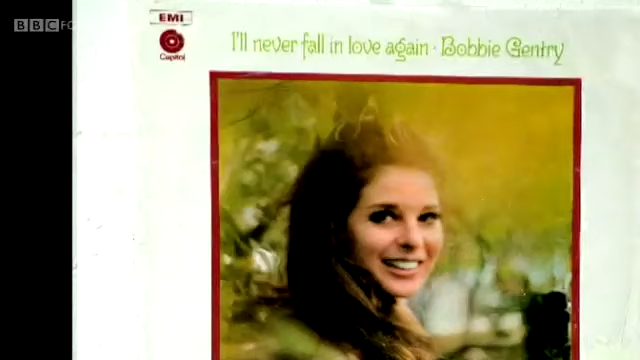 BBC FO
EMI
Capitol
I'll never fall in love again · Bobbie Gentry